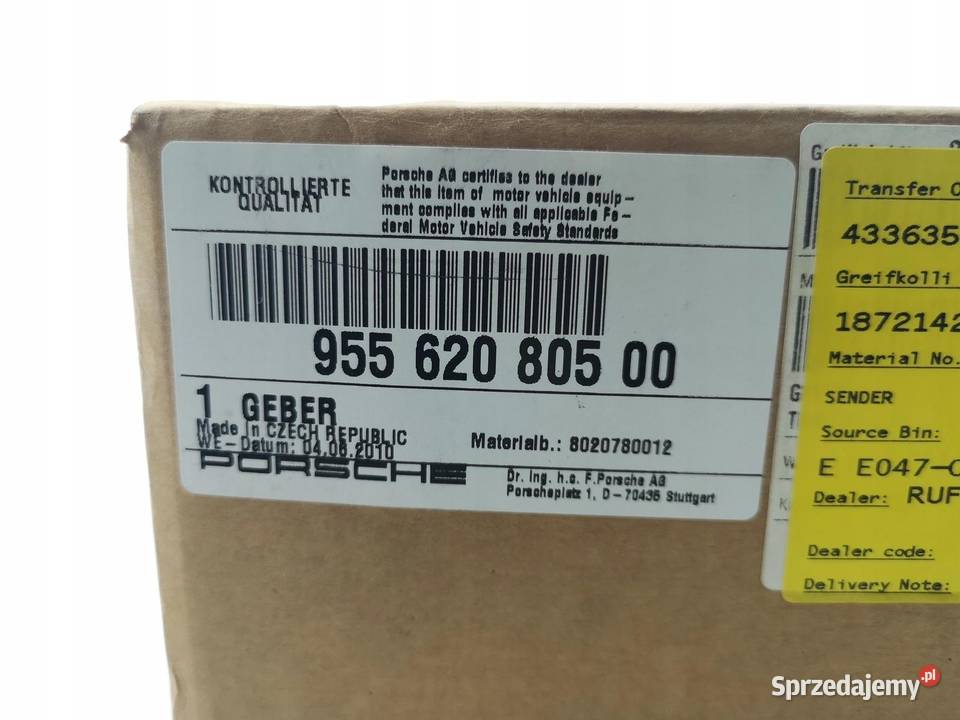 KONTROLLIERTE
QUALITÄT
Porsche AG certifies to the dealer
that this item of motor vehicle equip-
ment complies with all applicable Fe-
deral Motor Vehicle Safety Standards
955 620 805 00
1 GEBER
Made in CZECH REPUBLIC
WE-Datum: 04.06.2010
Materialb.: 8020780012
PORSCHE
Dr. Ing. h.c. F.Porsche AG
Porscheplatz 1, D-70435 Stuttgart
Transfer O
433635
Greifkolli
1872142
Material No.
SENDER
Source Bin:
E E047-0
Dealer: RUF
Dealer code:
Delivery Note:
Sprzedajemy.pl